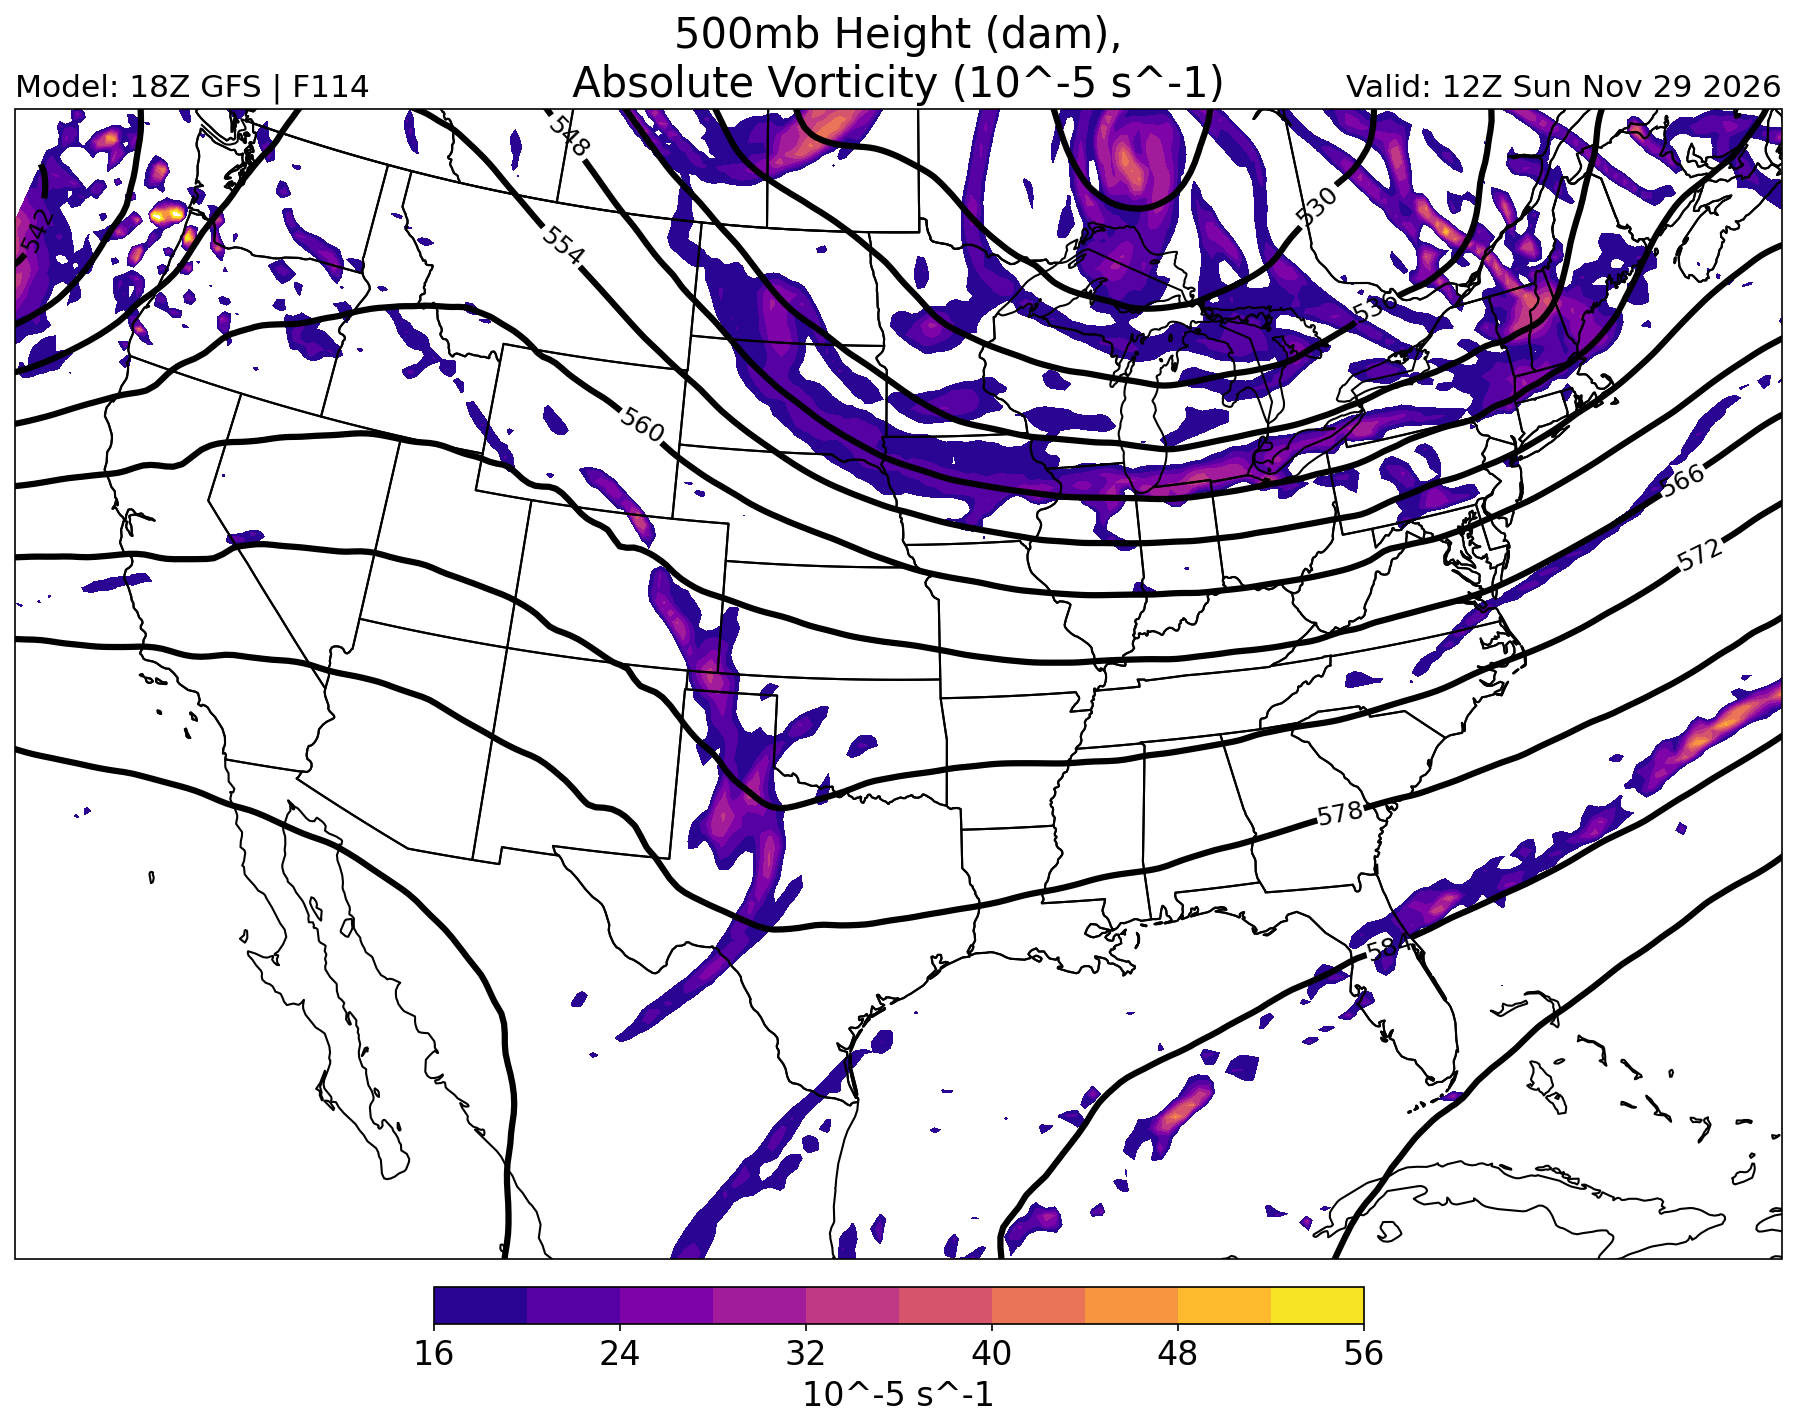 500mb Height (dam),
Absolute Vorticity (10^-5 s^-1)
Model: 18Z GFS | F114
Valid: 12Z Sun Nov 29 2026
548
542
554
530
536
560
566
572
578
584
16 24 32 40 48 56
10^-5 s^-1